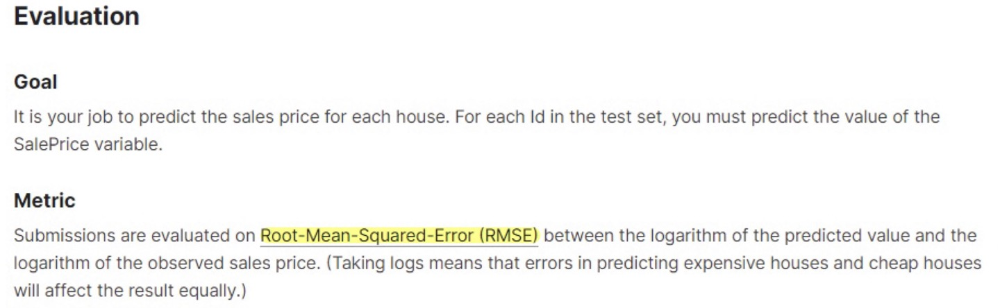 Evaluation
Goal
It is your job to predict the sales price for each house. For each Id in the test set, you must predict the value of the
SalePrice variable.
Metric
Submissions are evaluated on Root-Mean-Squared-Error (RMSE) between the logarithm of the predicted value and the
logarithm of the observed sales price. (Taking logs means that errors in predicting expensive houses and cheap houses
will affect the result equally.)